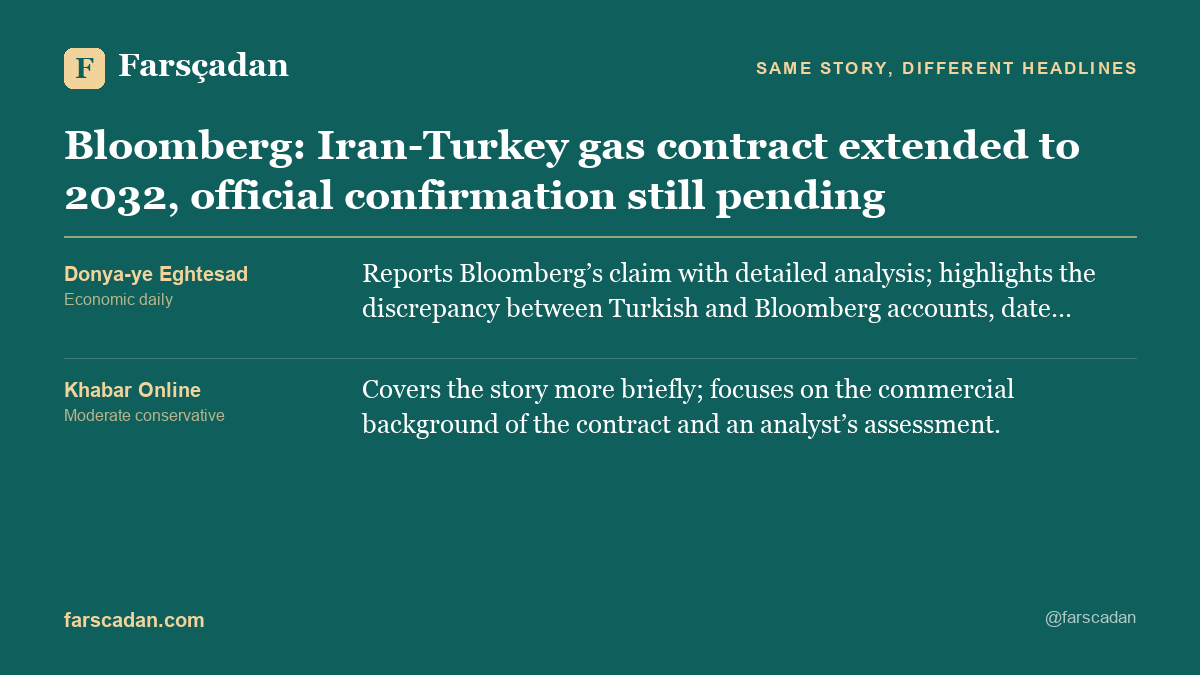 F Farsçadan
SAME STORY, DIFFERENT HEADLINES
Bloomberg: Iran-Turkey gas contract extended to
2032, official confirmation still pending
Donya-ye Eghtesad
Economic daily
Reports Bloomberg’s claim with detailed analysis; highlights the
discrepancy between Turkish and Bloomberg accounts, date...
Khabar Online
Moderate conservative
Covers the story more briefly; focuses on the commercial
background of the contract and an analyst’s assessment.
farscadan.com
@farscadan